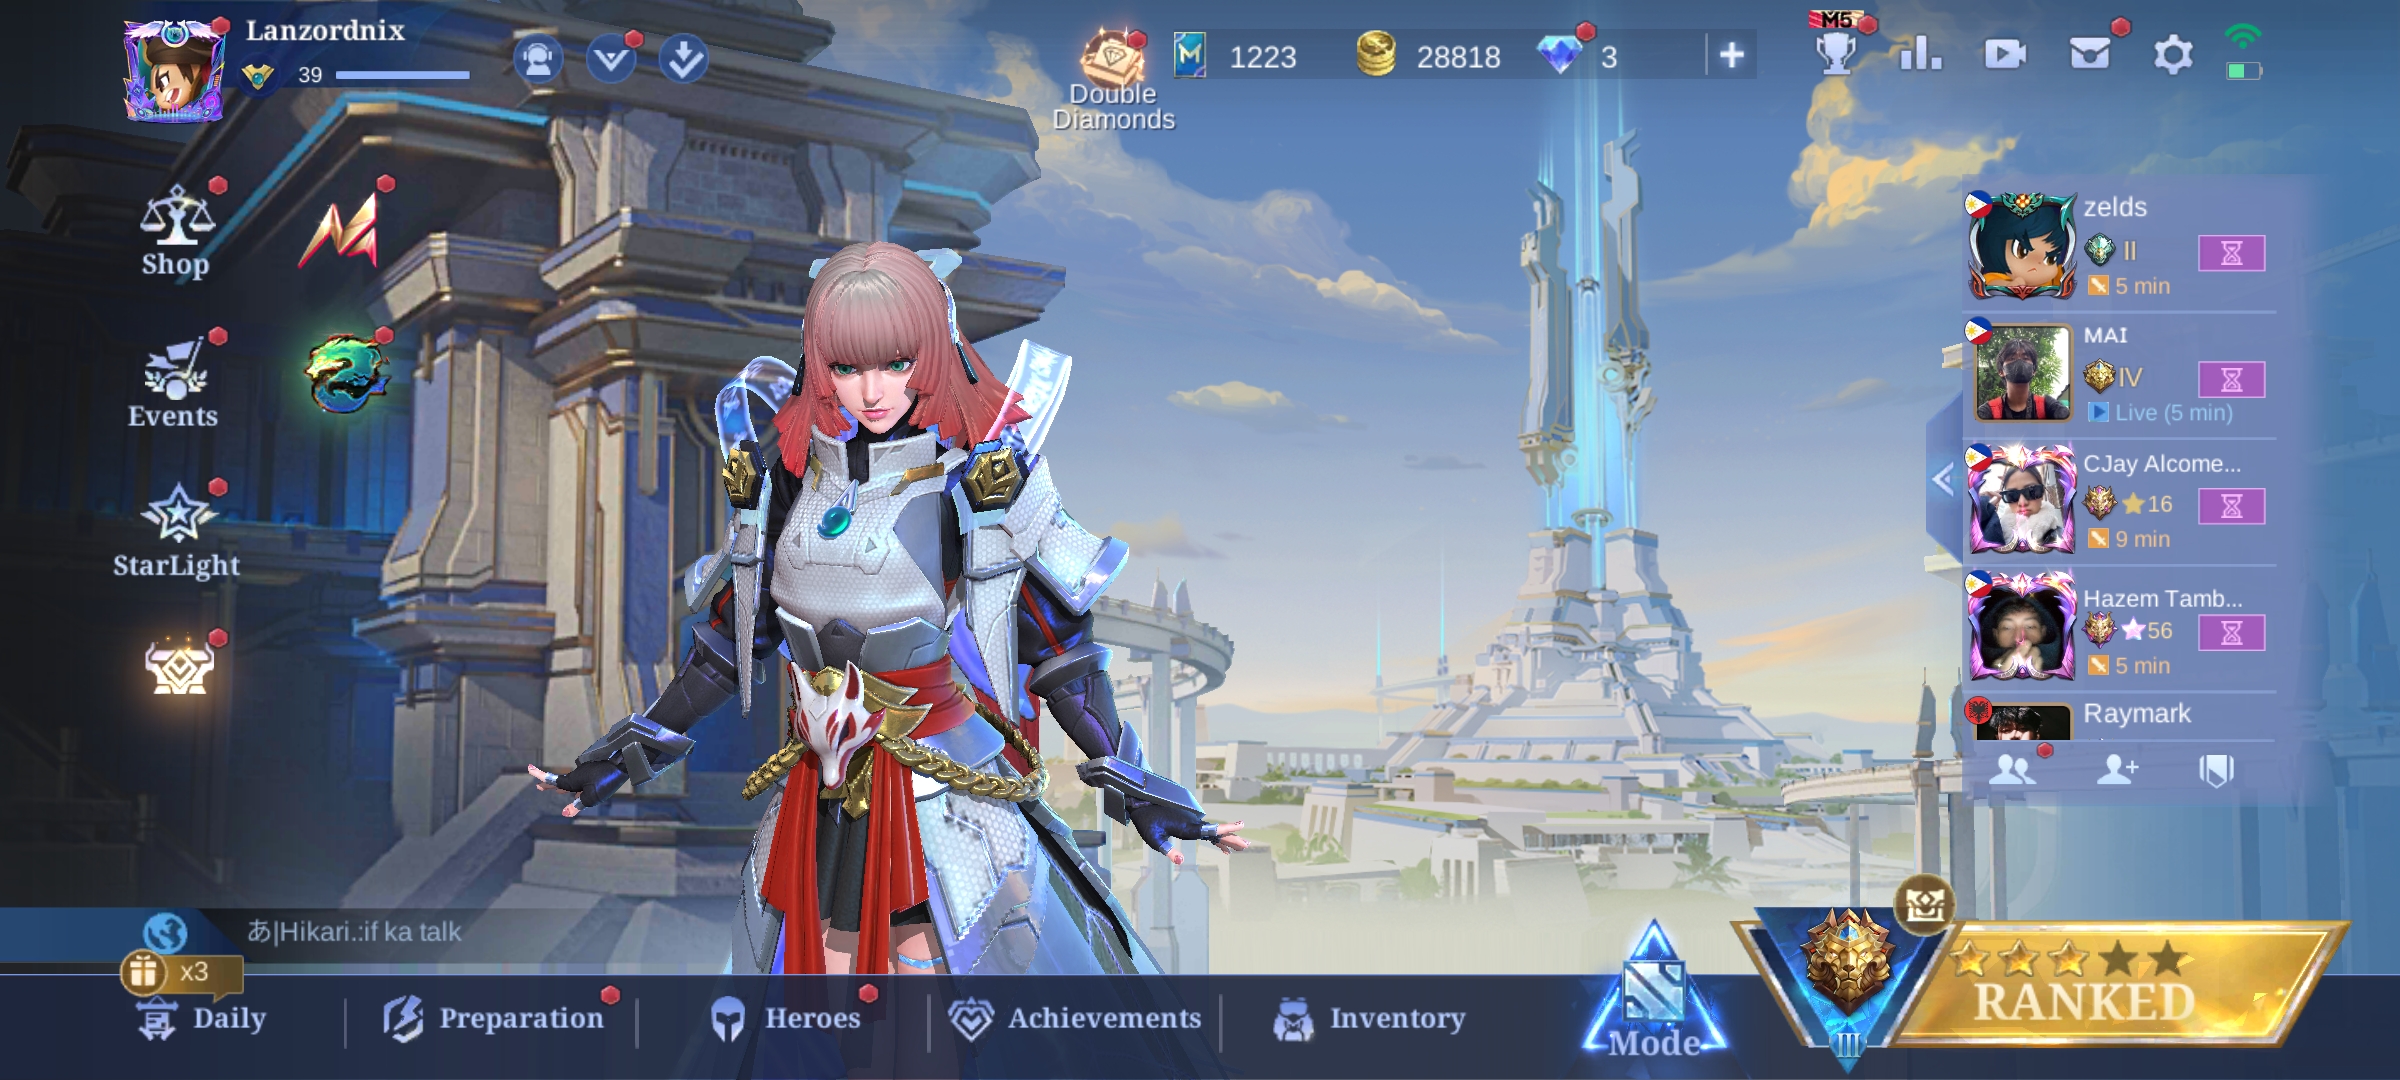 Lanzordnix
39
Double
Diamonds
1223
28818
3
M5
Shop
Events
StarLight
zelds
II
5 min
MAI
IV
Live (5 min)
CJay Alcome...
16
9 min
Hazem Tamb...
56
5 min
Raymark
あ|Hikari.:if ka talk
x3
Daily
Preparation
Heroes
Achievements
Inventory
Mode
III
RANKED